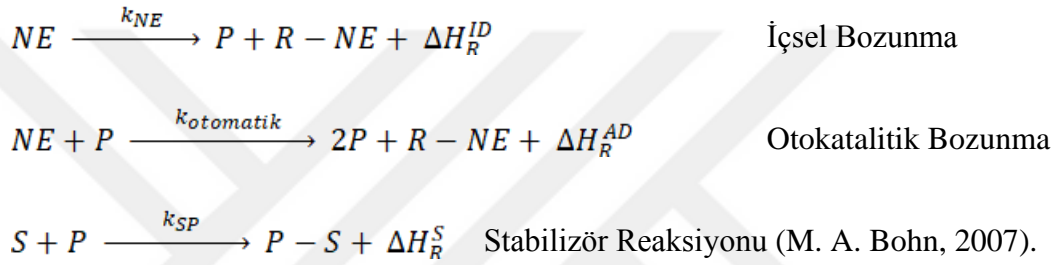 NE —k_NE→ P + R − NE + ΔH_R^ID İçsel Bozunma
NE + P —k_otomatik→ 2P + R − NE + ΔH_R^AD Otokatalitik Bozunma
S + P —k_SP→ P − S + ΔH_R^S Stabilizör Reaksiyonu (M. A. Bohn, 2007).